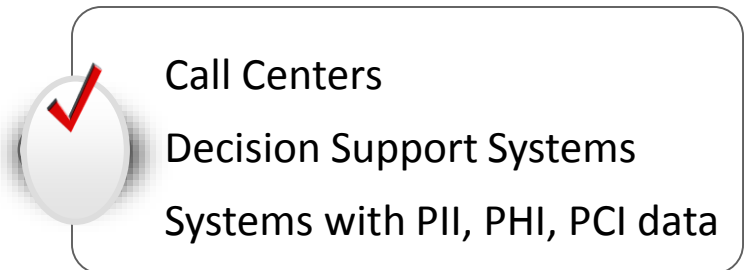 Call Centers
Decision Support Systems
Systems with PII, PHI, PCI data